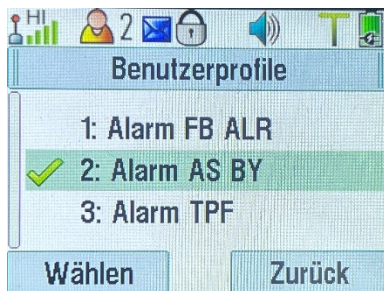 HI 2 T
Benutzerprofile
1: Alarm FB ALR
2: Alarm AS BY
3: Alarm TPF
Wählen Zurück